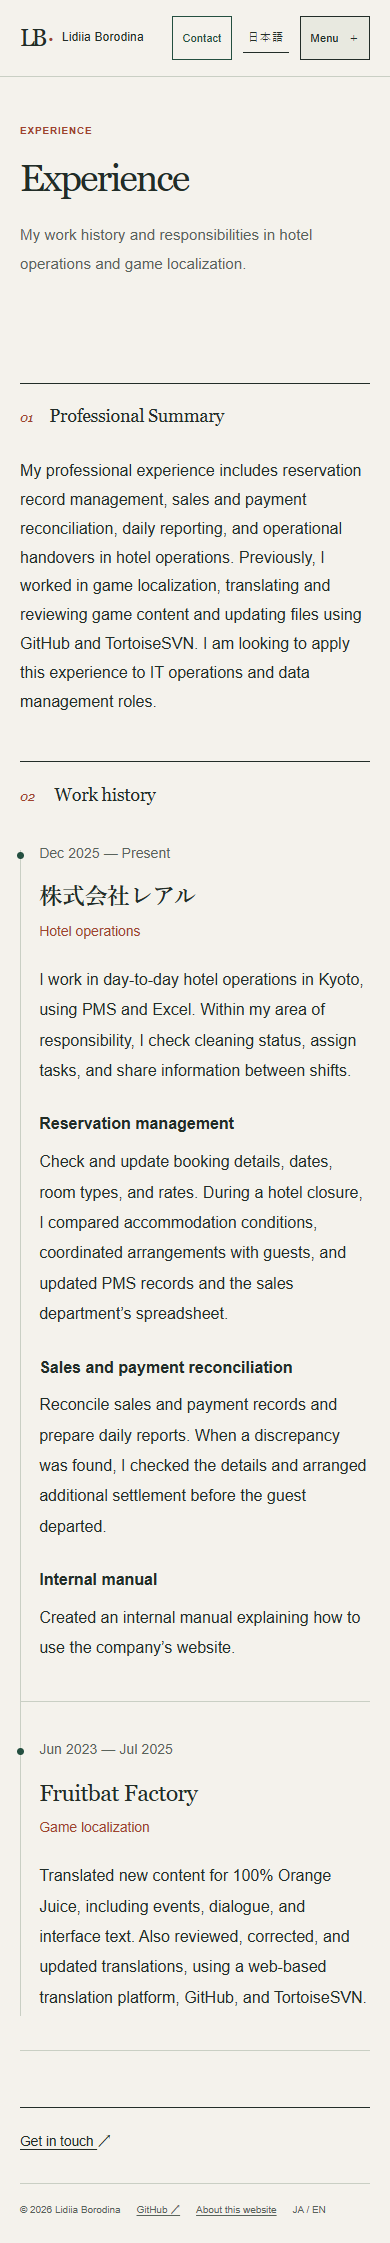 LB· Lidiia Borodina Contact 日本語 Menu +
EXPERIENCE
Experience
My work history and responsibilities in hotel
operations and game localization.
01 Professional Summary
My professional experience includes reservation
record management, sales and payment
reconciliation, daily reporting, and operational
handovers in hotel operations. Previously, I
worked in game localization, translating and
reviewing game content and updating files using
GitHub and TortoiseSVN. I am looking to apply
this experience to IT operations and data
management roles.
02 Work history
Dec 2025 — Present
株式会社レアル
Hotel operations
I work in day-to-day hotel operations in Kyoto,
using PMS and Excel. Within my area of
responsibility, I check cleaning status, assign
tasks, and share information between shifts.
Reservation management
Check and update booking details, dates,
room types, and rates. During a hotel closure,
I compared accommodation conditions,
coordinated arrangements with guests, and
updated PMS records and the sales
department’s spreadsheet.
Sales and payment reconciliation
Reconcile sales and payment records and
prepare daily reports. When a discrepancy
was found, I checked the details and arranged
additional settlement before the guest
departed.
Internal manual
Created an internal manual explaining how to
use the company’s website.
Jun 2023 — Jul 2025
Fruitbat Factory
Game localization
Translated new content for 100% Orange
Juice, including events, dialogue, and
interface text. Also reviewed, corrected, and
updated translations, using a web-based
translation platform, GitHub, and TortoiseSVN.
Get in touch ↗
© 2026 Lidiia Borodina GitHub ↗ About this website JA / EN